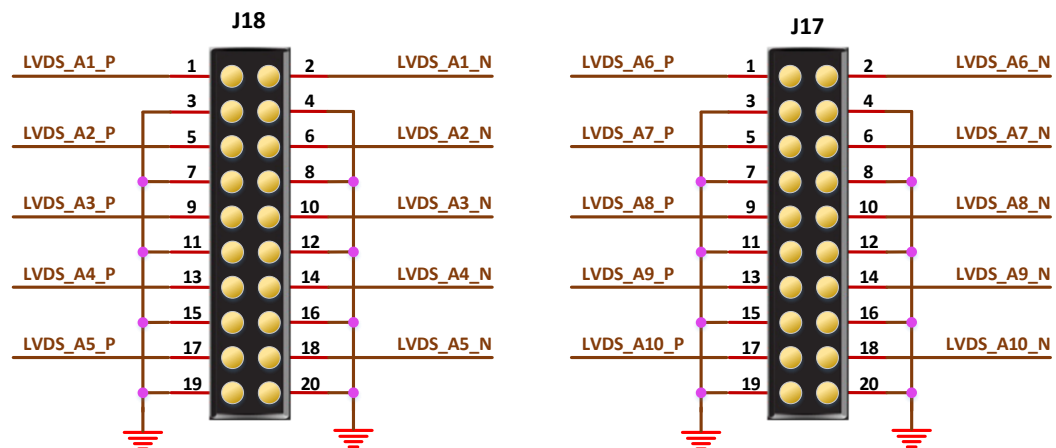 J18
LVDS_A1_P 1 2 LVDS_A1_N
3 4
LVDS_A2_P 5 6 LVDS_A2_N
7 8
LVDS_A3_P 9 10 LVDS_A3_N
11 12
LVDS_A4_P 13 14 LVDS_A4_N
15 16
LVDS_A5_P 17 18 LVDS_A5_N
19 20
J17
LVDS_A6_P 1 2 LVDS_A6_N
3 4
LVDS_A7_P 5 6 LVDS_A7_N
7 8
LVDS_A8_P 9 10 LVDS_A8_N
11 12
LVDS_A9_P 13 14 LVDS_A9_N
15 16
LVDS_A10_P 17 18 LVDS_A10_N
19 20